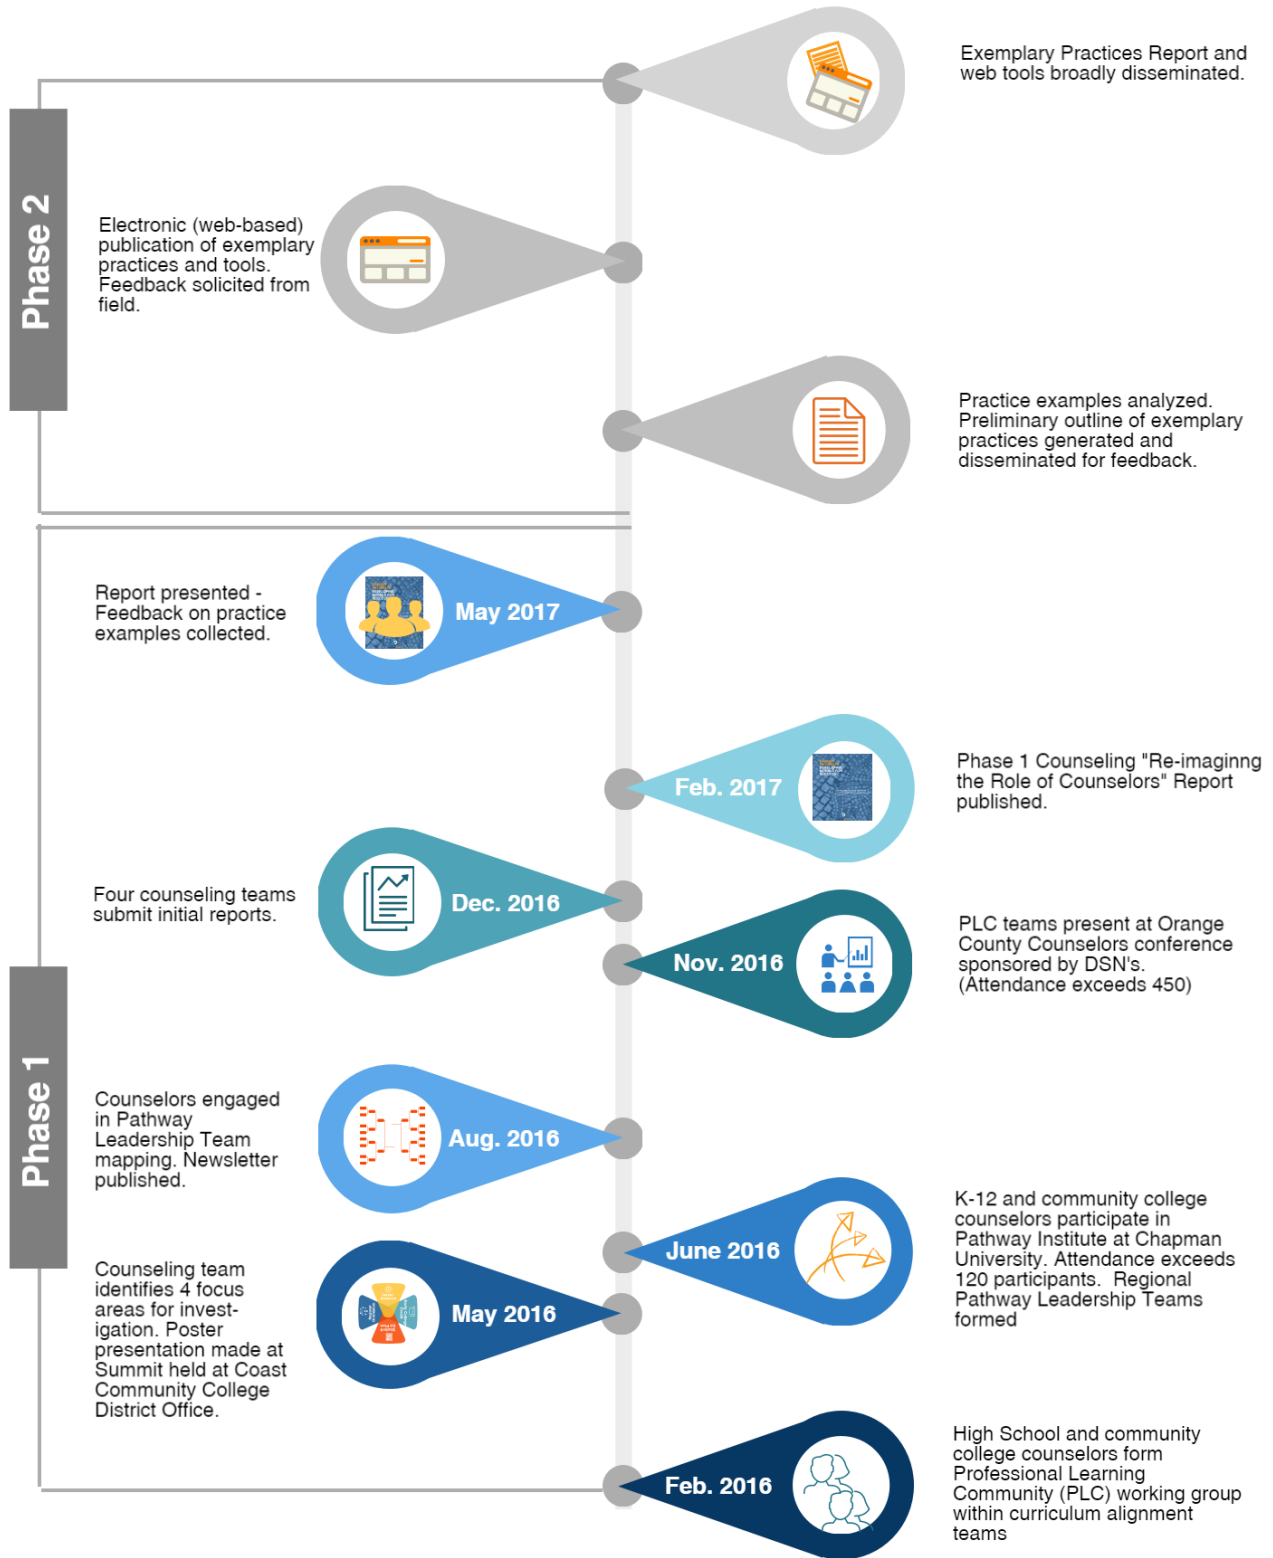 Exemplary Practices Report and
web tools broadly disseminated.
Phase 2
Electronic (web-based)
publication of exemplary
practices and tools.
Feedback solicited from
field.
Practice examples analyzed.
Preliminary outline of exemplary
practices generated and
disseminated for feedback.
Report presented -
Feedback on practice
examples collected.
May 2017
Feb. 2017
Phase 1 Counseling "Re-imaginng
the Role of Counselors" Report
published.
Four counseling teams
submit initial reports.
Dec. 2016
Nov. 2016
PLC teams present at Orange
County Counselors conference
sponsored by DSN's.
(Attendance exceeds 450)
Phase 1
Counselors engaged
in Pathway
Leadership Team
mapping. Newsletter
published.
Aug. 2016
June 2016
K-12 and community college
counselors participate in
Pathway Institute at Chapman
University. Attendance exceeds
120 participants. Regional
Pathway Leadership Teams
formed
Counseling team
identifies 4 focus
areas for invest-
igation. Poster
presentation made at
Summit held at Coast
Community College
District Office.
May 2016
Feb. 2016
High School and community
college counselors form
Professional Learning
Community (PLC) working group
within curriculum alignment
teams